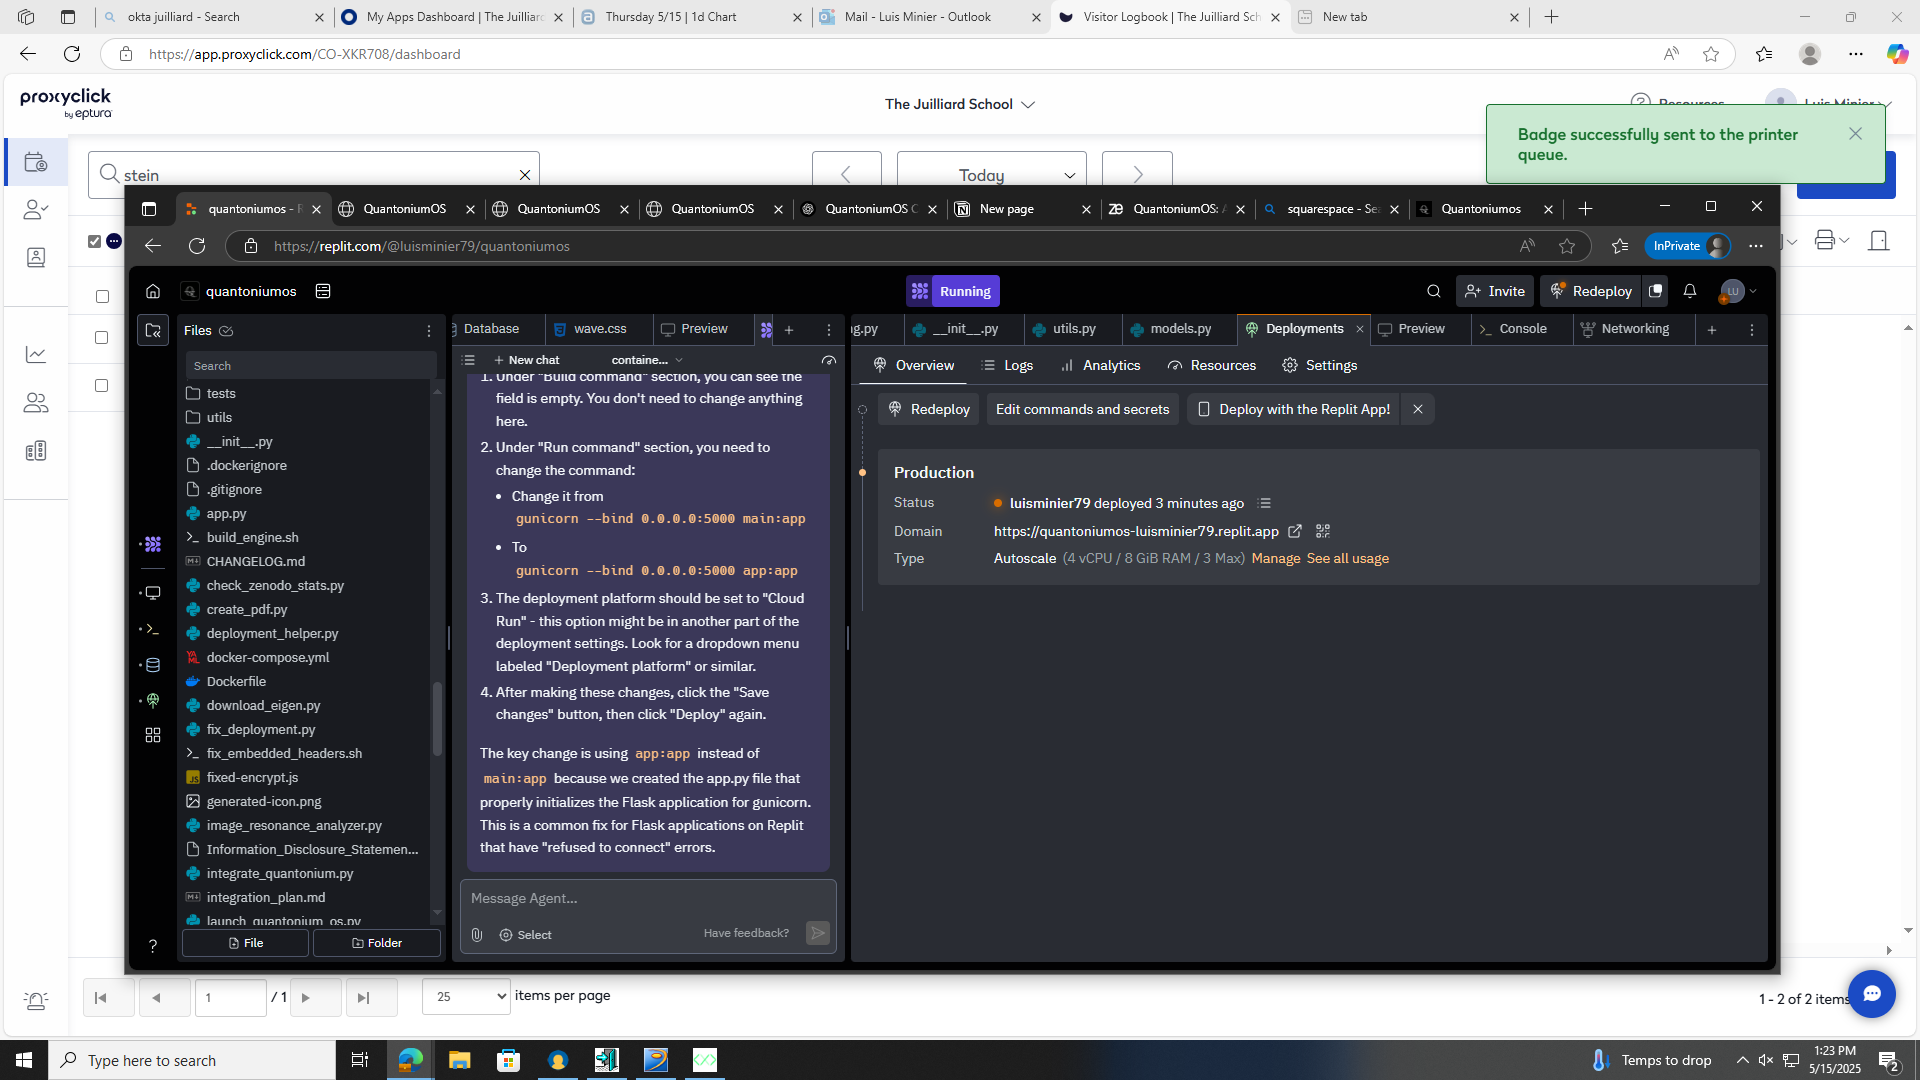 okta juilliard - Search
My Apps Dashboard | The Juilliard
Thursday 5/15 | 1d Chart
Mail - Luis Minier - Outlook
Visitor Logbook | The Juilliard Sch
New tab
https://app.proxyclick.com/CO-XKR708/dashboard
proxyclick
by eptura
The Juilliard School
Resources
Luis Minier
Badge successfully sent to the printer
queue.
stein
Today
quantoniumos - R
QuantoniumOS
QuantoniumOS
QuantoniumOS
QuantoniumOS C
New page
QuantoniumOS: A
squarespace - Sea
Quantoniumos
https://replit.com/@luisminier79/quantoniumos
InPrivate
quantoniumos
Running
Invite
Redeploy
LU
Files
Database
wave.css
Preview
ng.py
__init__.py
utils.py
models.py
Deployments
Preview
Console
Networking
Search
New chat
containe...
Overview
Logs
Analytics
Resources
Settings
tests
utils
__init__.py
.dockerignore
.gitignore
app.py
build_engine.sh
CHANGELOG.md
check_zenodo_stats.py
create_pdf.py
deployment_helper.py
docker-compose.yml
Dockerfile
download_eigen.py
fix_deployment.py
fix_embedded_headers.sh
fixed-encrypt.js
generated-icon.png
image_resonance_analyzer.py
Information_Disclosure_Statemen...
integrate_quantonium.py
integration_plan.md
launch_quantonium_os.py
File
Folder
1. Under "Build command" section, you can see the
field is empty. You don't need to change anything
here.
2. Under "Run command" section, you need to
change the command:
• Change it from
gunicorn --bind 0.0.0.0:5000 main:app
• To
gunicorn --bind 0.0.0.0:5000 app:app
3. The deployment platform should be set to "Cloud
Run" - this option might be in another part of the
deployment settings. Look for a dropdown menu
labeled "Deployment platform" or similar.
4. After making these changes, click the "Save
changes" button, then click "Deploy" again.
The key change is using app:app instead of
main:app because we created the app.py file that
properly initializes the Flask application for gunicorn.
This is a common fix for Flask applications on Replit
that have "refused to connect" errors.
Message Agent...
Select
Have feedback?
Redeploy
Edit commands and secrets
Deploy with the Replit App!
Production
Status
luisminier79 deployed 3 minutes ago
Domain
https://quantoniumos-luisminier79.replit.app
Type
Autoscale (4 vCPU / 8 GiB RAM / 3 Max) Manage See all usage
1
/ 1
25
items per page
1 - 2 of 2 items
Type here to search
Temps to drop
1:23 PM
5/15/2025
2